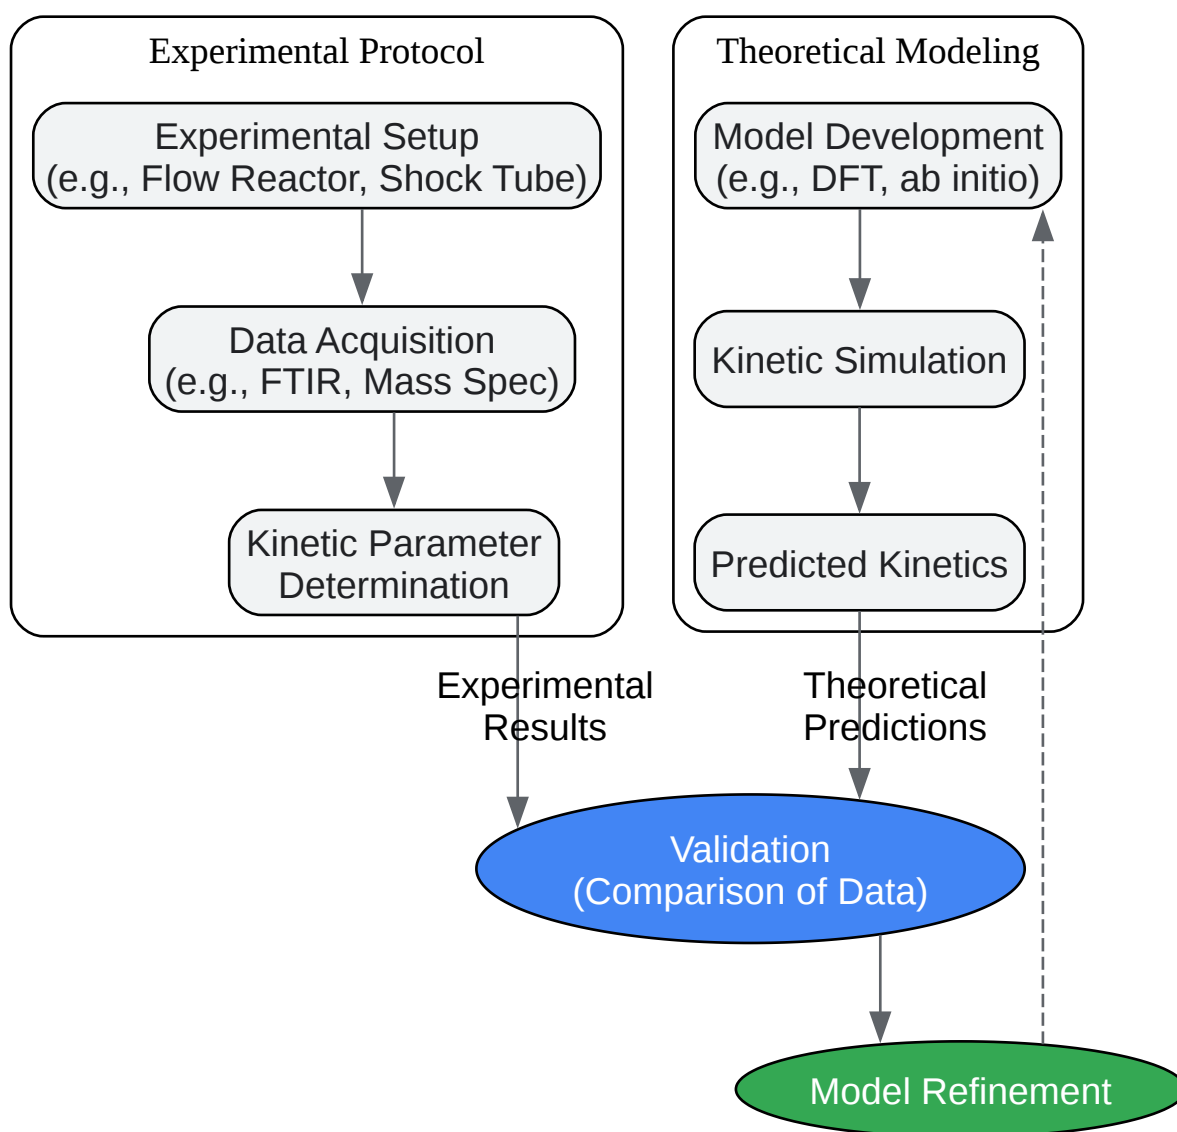 Experimental Protocol
Experimental Setup
(e.g., Flow Reactor, Shock Tube)
Data Acquisition
(e.g., FTIR, Mass Spec)
Kinetic Parameter
Determination
Theoretical Modeling
Model Development
(e.g., DFT, ab initio)
Kinetic Simulation
Predicted Kinetics
Experimental
Results
Theoretical
Predictions
Validation
(Comparison of Data)
Model Refinement